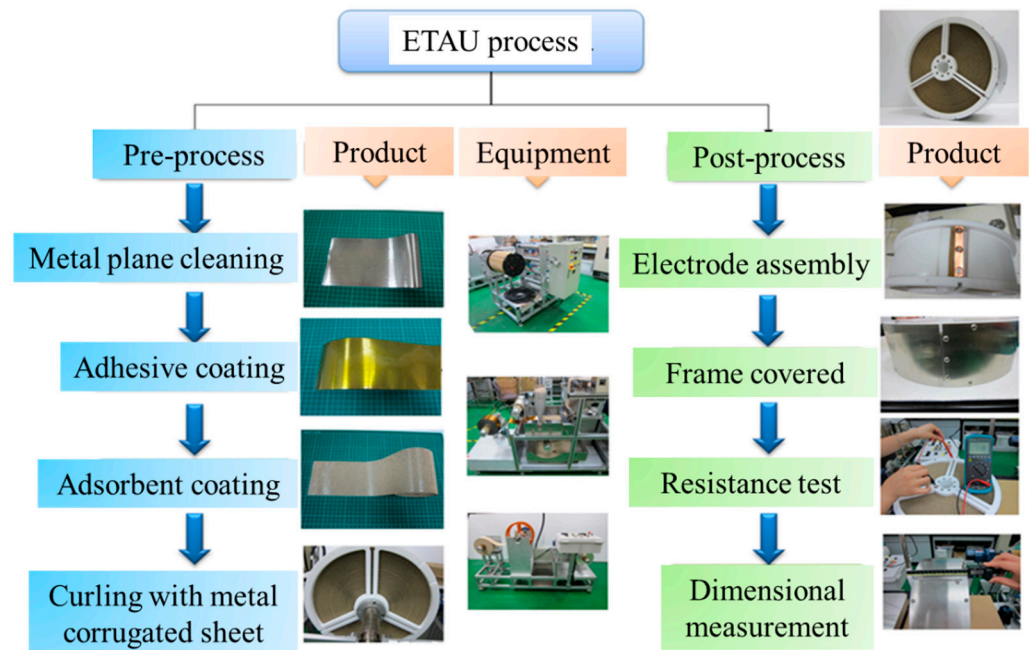 ETAU process
Pre-process
Product
Equipment
Post-process
Product
Metal plane cleaning
Electrode assembly
Adhesive coating
Frame covered
Adsorbent coating
Resistance test
Curling with metal
corrugated sheet
Dimensional
measurement